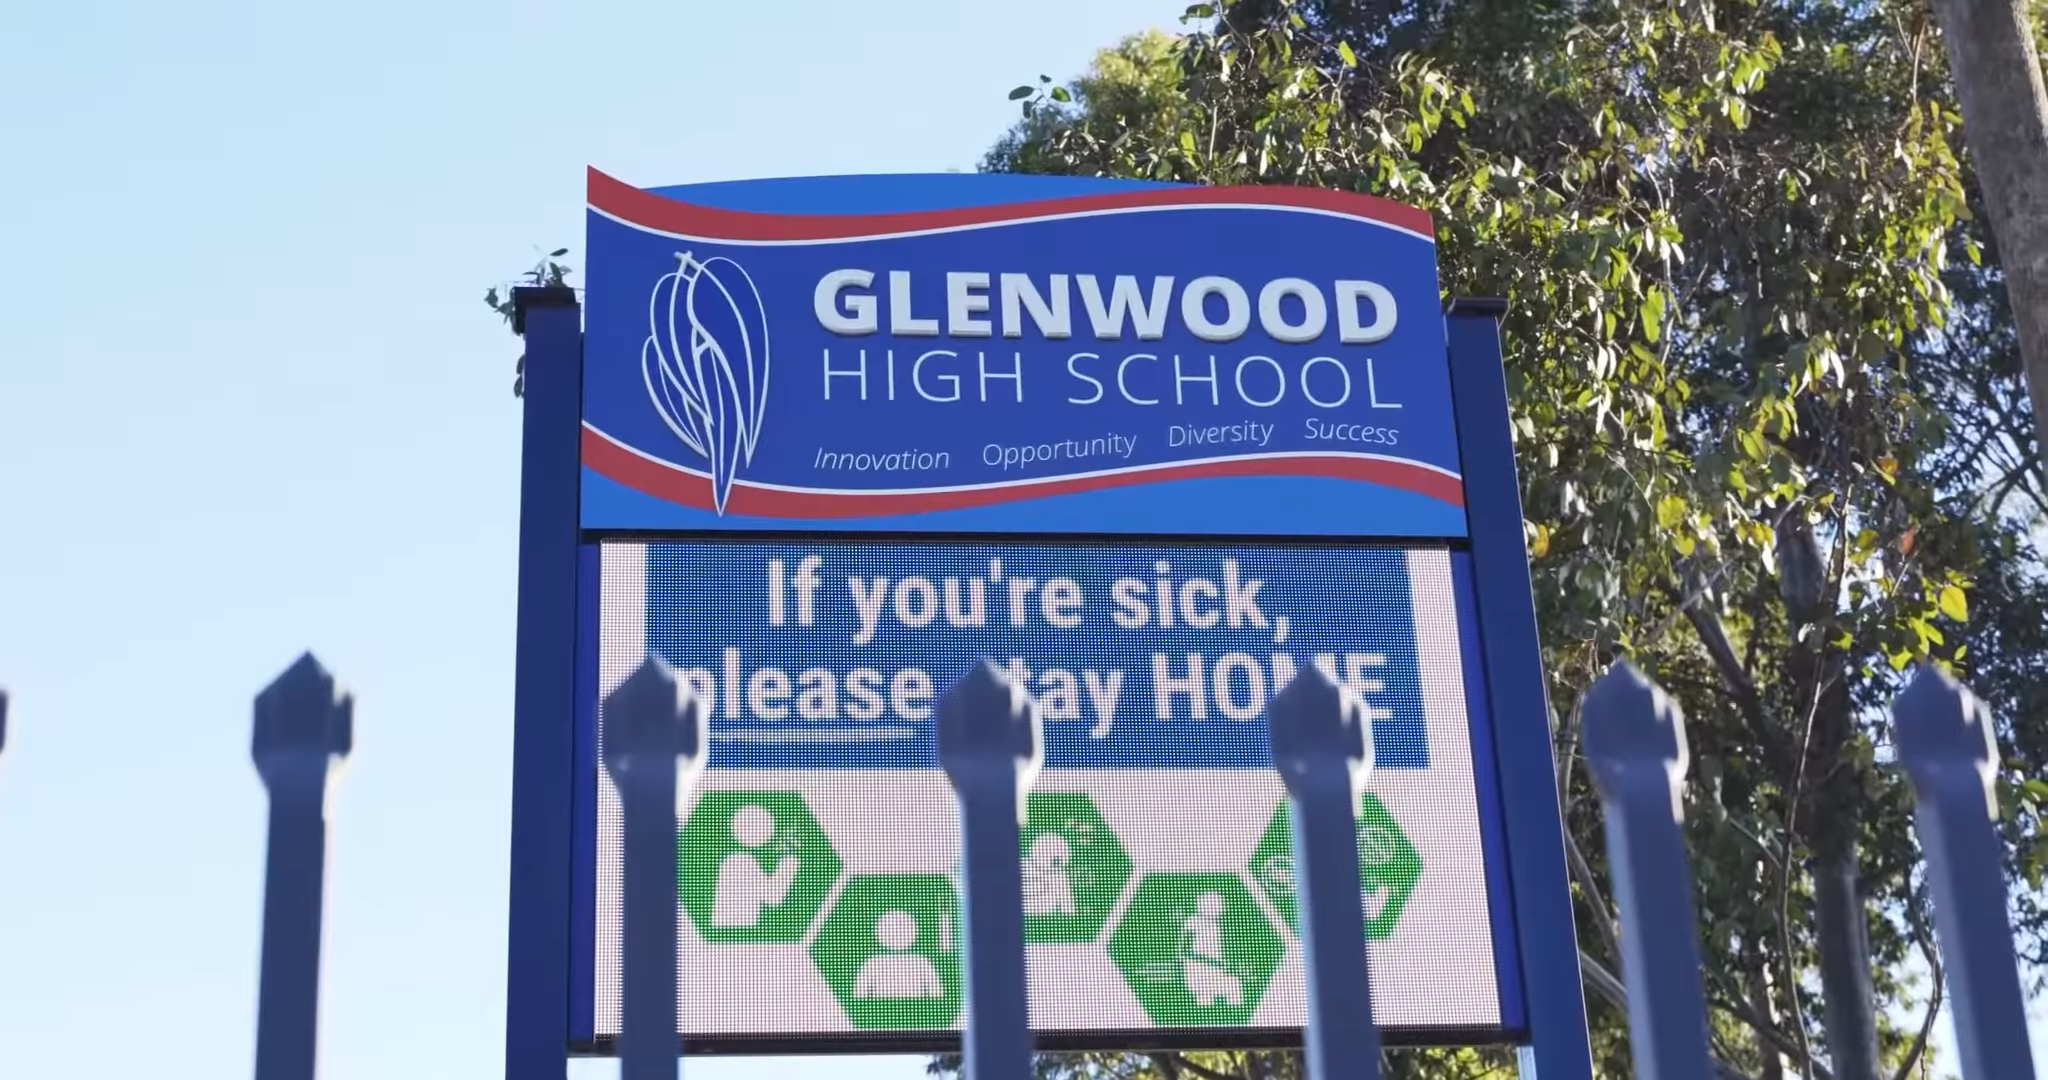 GLENWOOD
HIGH SCHOOL
Innovation Opportunity Diversity Success
If you're sick,
please stay HOME